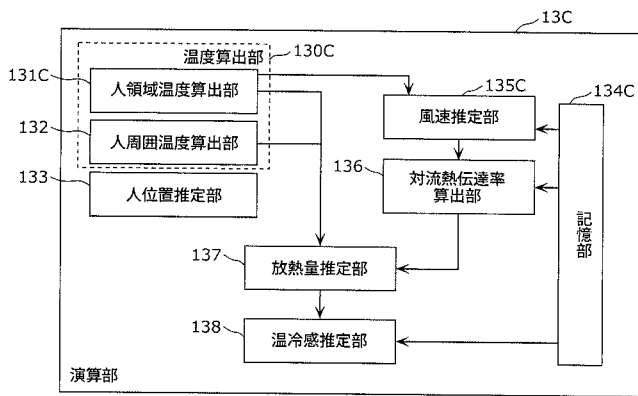 13C
温度算出部
130C
131C
人領域温度算出部
135C
134C
132
人周囲温度算出部
風速推定部
133
人位置推定部
136
対流熱伝達率
算出部
記憶部
137
放熱量推定部
138
温冷感推定部
演算部